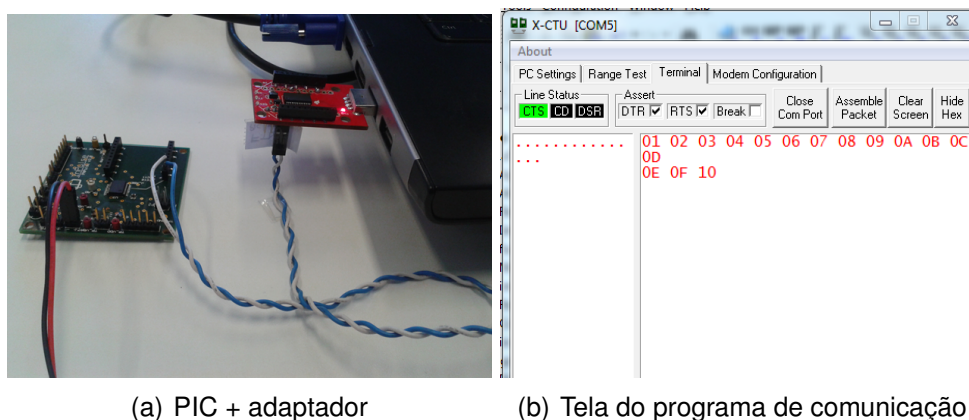 X-CTU [COM5]
About
PC Settings Range Test Terminal Modem Configuration
Line Status Assert
CTS CD DSR DTR RTS Break
Close Com Port
Assemble Packet
Clear Screen
Hide Hex
............ 01 02 03 04 05 06 07 08 09 0A 0B 0C
... 0D
0E 0F 10
(a) PIC + adaptador
(b) Tela do programa de comunicação